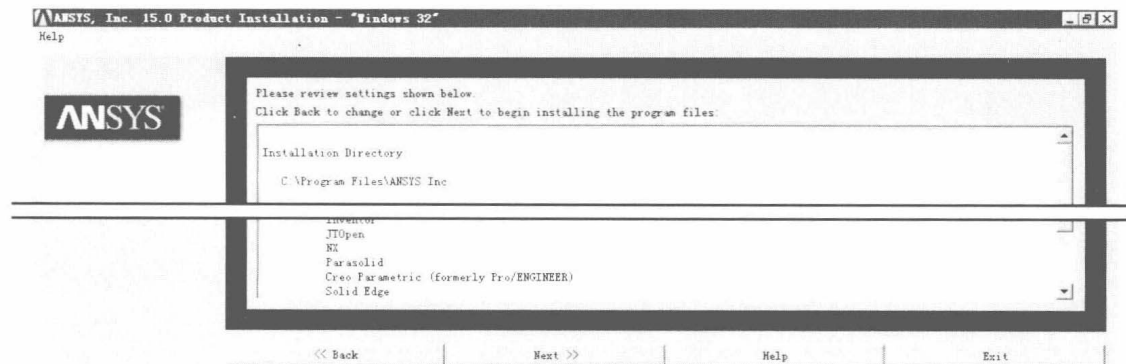 ANSYS, Inc. 15.0 Product Installation - "Windows 32"
Help
ANSYS
Please review settings shown below.
Click Back to change or click Next to begin installing the program files:
Installation Directory
C:\Program Files\ANSYS Inc
Inventor
JTOpen
NX
Parasolid
Creo Parametric (formerly Pro/ENGINEER)
Solid Edge
<< Back
Next >>
Help
Exit